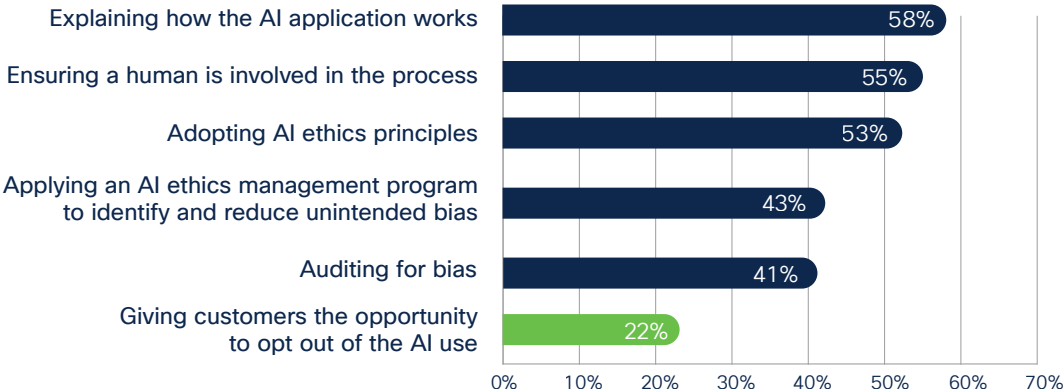 Explaining how the AI application works
58%
Ensuring a human is involved in the process
55%
Adopting AI ethics principles
53%
Applying an AI ethics management program
to identify and reduce unintended bias
43%
Auditing for bias
41%
Giving customers the opportunity
to opt out of the AI use
22%
0% 10% 20% 30% 40% 50% 60% 70%